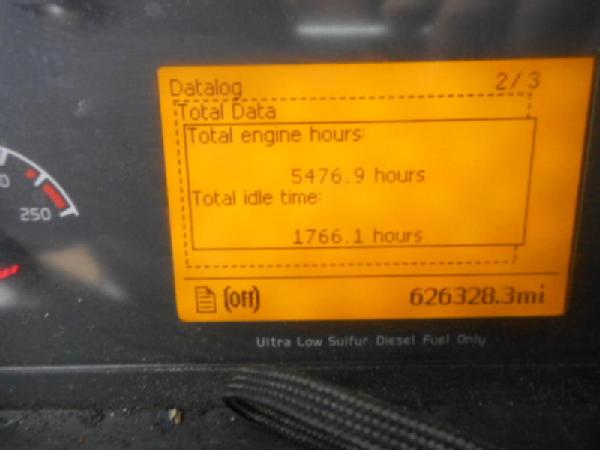 Datalog 2/3
Total Data
Total engine hours:
5476.9 hours
Total idle time:
1766.1 hours
(OFF) 626328.3mi
250
Ultra Low Sulfur Diesel Fuel Only